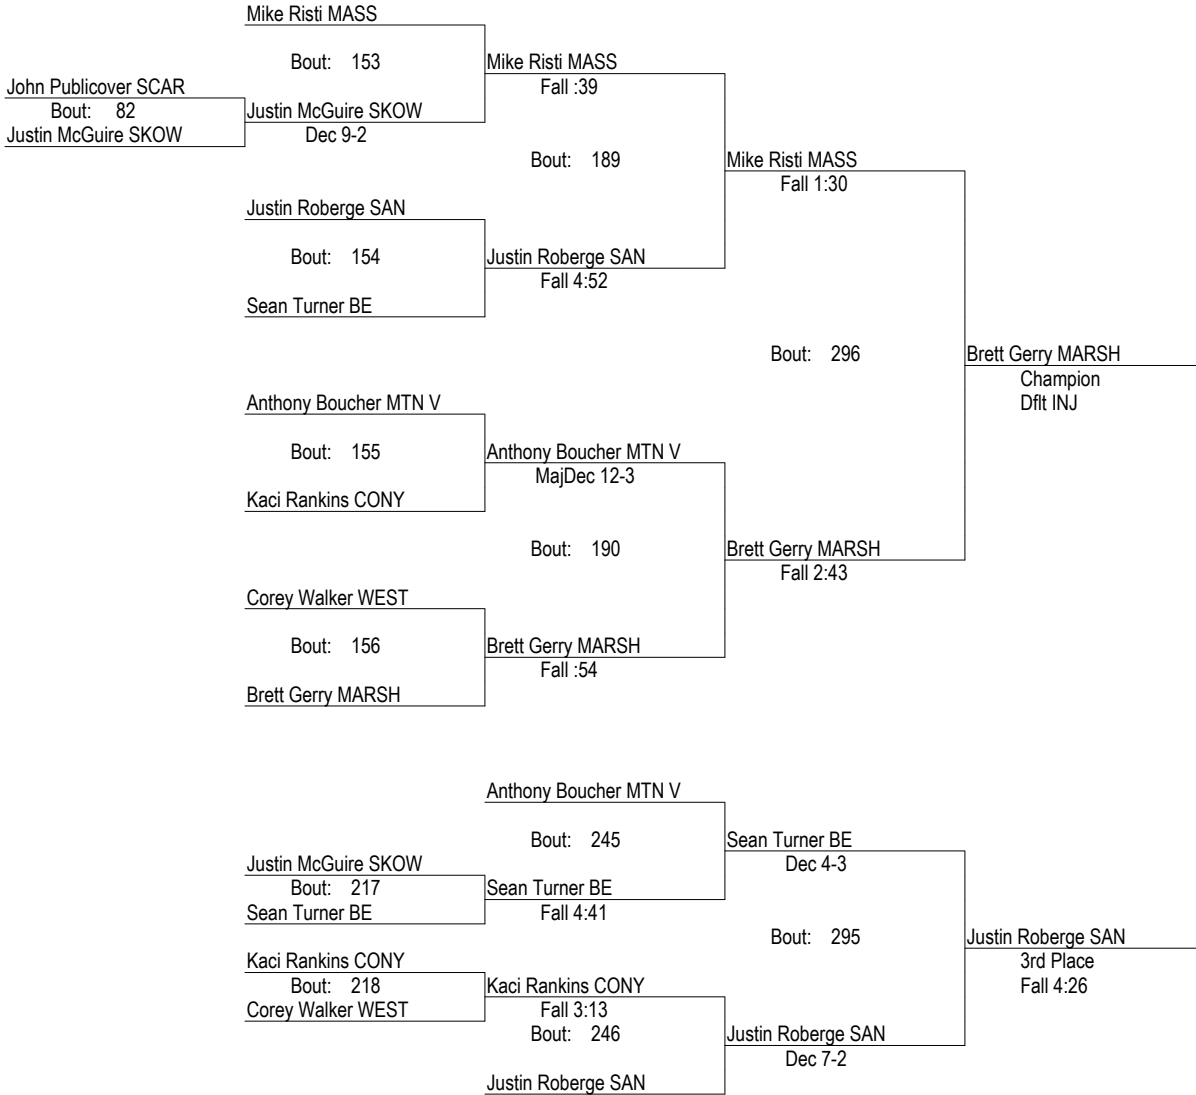 Mike Risti MASS
Bout: 153
Mike Risti MASS
Fall :39
John Publicover SCAR
Bout: 82
Justin McGuire SKOW
Justin McGuire SKOW
Dec 9-2
Bout: 189
Mike Risti MASS
Fall 1:30
Justin Roberge SAN
Bout: 154
Justin Roberge SAN
Fall 4:52
Sean Turner BE
Bout: 296
Brett Gerry MARSH
Champion
Dflt INJ
Anthony Boucher MTN V
Bout: 155
Anthony Boucher MTN V
MajDec 12-3
Kaci Rankins CONY
Bout: 190
Brett Gerry MARSH
Fall 2:43
Corey Walker WEST
Bout: 156
Brett Gerry MARSH
Fall :54
Brett Gerry MARSH
Anthony Boucher MTN V
Bout: 245
Sean Turner BE
Dec 4-3
Justin McGuire SKOW
Bout: 217
Sean Turner BE
Sean Turner BE
Fall 4:41
Bout: 295
Justin Roberge SAN
3rd Place
Fall 4:26
Kaci Rankins CONY
Bout: 218
Corey Walker WEST
Kaci Rankins CONY
Fall 3:13
Bout: 246
Justin Roberge SAN
Dec 7-2
Justin Roberge SAN